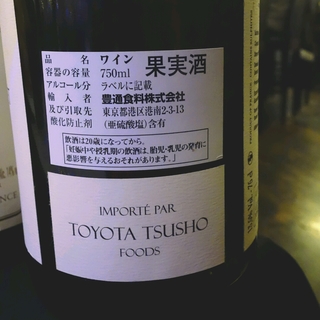 品 名 ワイン
容器の容量 750ml 果実酒
アルコール分 ラベルに記載
輸入者 豊通食料株式会社
及び引取先 東京都港区港南2-3-13
酸化防止剤 (亜硫酸塩)含有
飲酒は20歳になってから。
「妊娠中や授乳期の飲酒は、胎児・乳児の発育に
悪影響を与えるおそれがあります。」
IMPORTÉ PAR
TOYOTA TSUSHO
FOODS